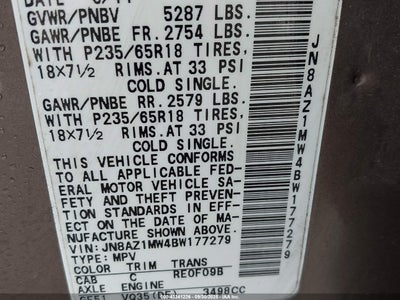 GVWR/PNBV 5287 LBS.
GAWR/PNBE FR. 2754 LBS.
WITH P235/65R18 TIRES,
18X7½ RIMS, AT 33 PSI
COLD SINGLE.
GAWR/PNBE RR. 2579 LBS.
WITH P235/65R18 TIRES,
18X7½ RIMS, AT 33 PSI
COLD SINGLE.
THIS VEHICLE CONFORMS
TO ALL APPLICABLE FED-
ERAL MOTOR VEHICLE SA-
FETY AND THEFT PREVE-
NTION STANDARDS IN EFF-
ECT ON THE DATE OF MA-
NUFACTURE SHOWN ABOVE.
VIN:JN8AZ1MW4BW177279
TYPE: MPV
COLOR TRIM TRANS
CAB C RE0F09B
AXLE ENGINE
VQ35(DE) 3498CC
JN8AZ1MW4BW177279